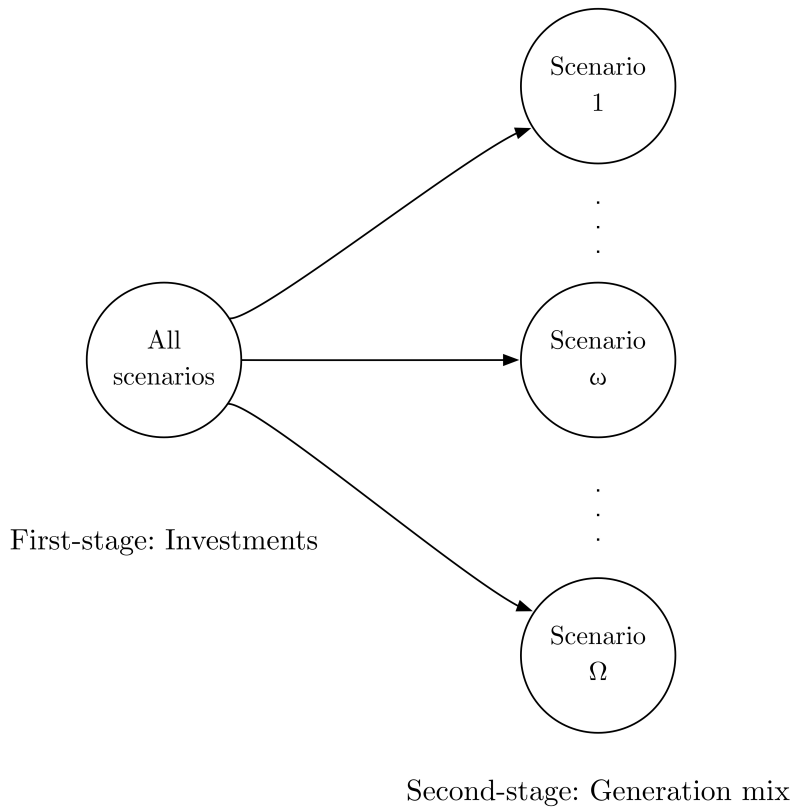 Scenario
1
All
scenarios
Scenario
ω
First-stage: Investments
Scenario
Ω
Second-stage: Generation mix